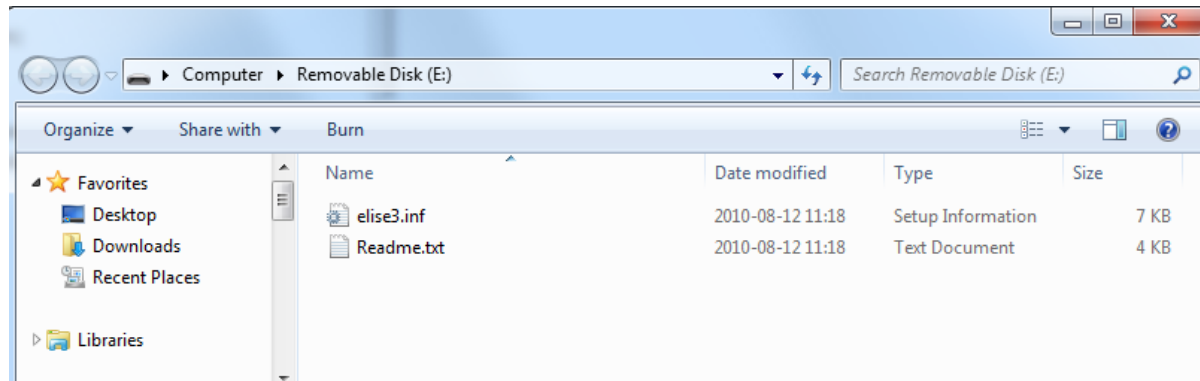 Computer Removable Disk (E:)
Search Removable Disk (E:)
Organize Share with Burn
Favorites
Desktop
Downloads
Recent Places
Libraries
Name Date modified Type Size
elise3.inf 2010-08-12 11:18 Setup Information 7 KB
Readme.txt 2010-08-12 11:18 Text Document 4 KB